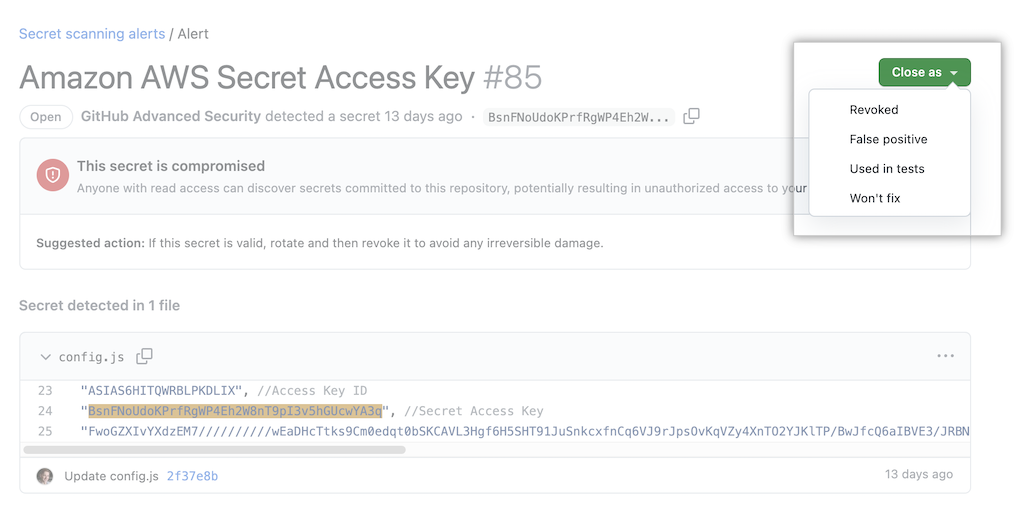 Secret scanning alerts / Alert
Amazon AWS Secret Access Key #85
Close as
Open GitHub Advanced Security detected a secret 13 days ago · BsnFNoUdoKPrfRgWP4Eh2W...
Revoked
False positive
Used in tests
Won't fix
This secret is compromised
Anyone with read access can discover secrets committed to this repository, potentially resulting in unauthorized access to your
Suggested action: If this secret is valid, rotate and then revoke it to avoid any irreversible damage.
Secret detected in 1 file
config.js
23 "ASIAS6HITQWRBLPKDLIX", //Access Key ID
24 "BsnFNoUdoKPrfRgWP4Eh2W8nT9pI3v5hGUcwYA3q", //Secret Access Key
25 "FwoGZXIvYXdzEM7//////////wEaDHcTtks9Cm0edqt0bSKCAVL3Hgf6H5SHT91JuSnkcxfnCq6VJ9rJpsOvKqVZy4XnTO2YJKlTP/BwJfcQ6aIBVE3/JRBN
Update config.js 2f37e8b
13 days ago